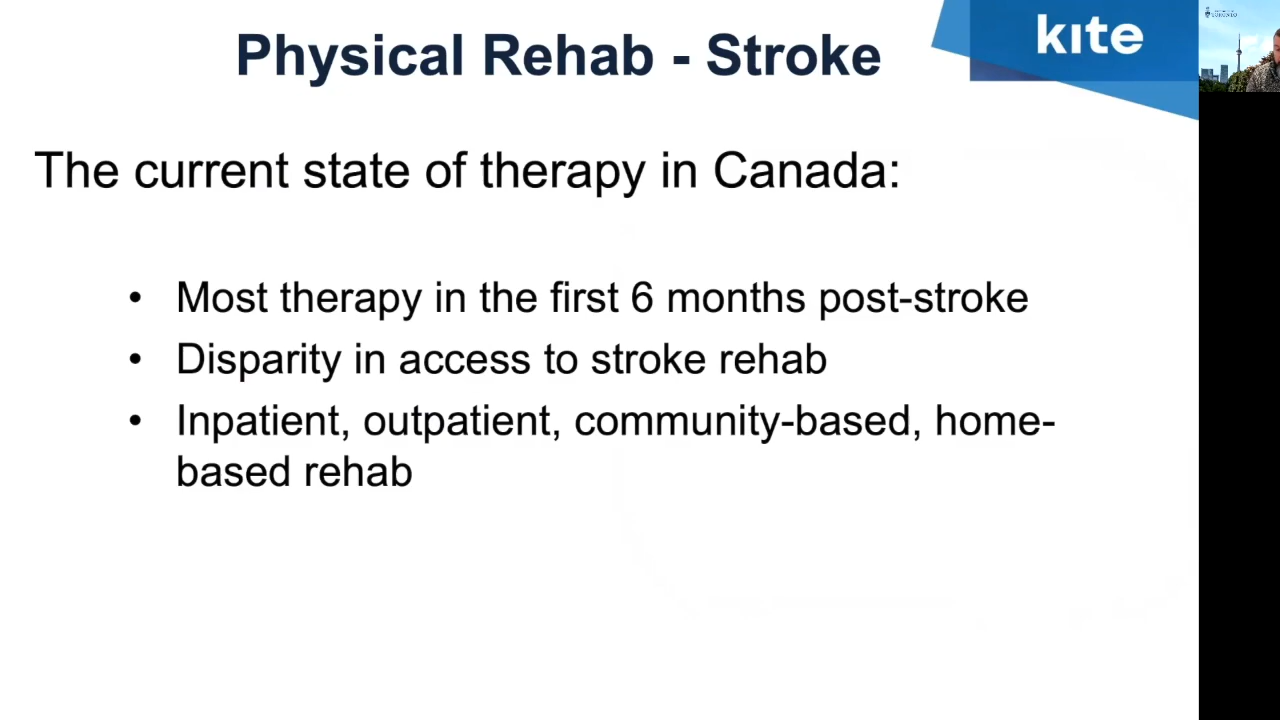 Physical Rehab - Stroke
kite
TORONTO
The current state of therapy in Canada:
• Most therapy in the first 6 months post-stroke
• Disparity in access to stroke rehab
• Inpatient, outpatient, community-based, home-
based rehab